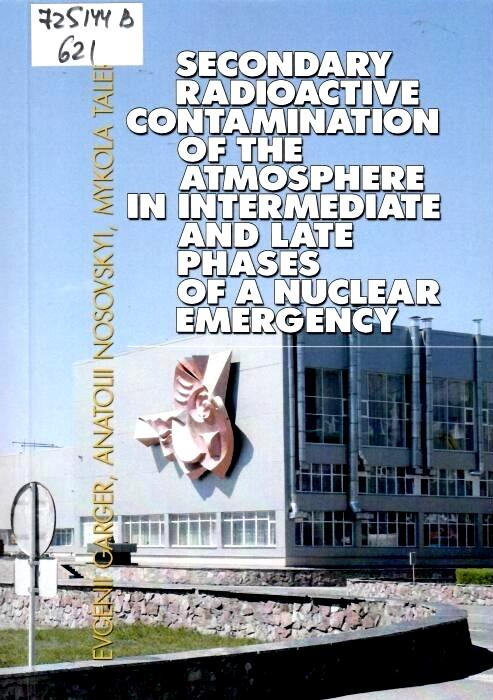 725144 В
621
SECONDARY
RADIOACTIVE
CONTAMINATION
OF THE
ATMOSPHERE
IN INTERMEDIATE
AND LATE
PHASES
OF A NUCLEAR
EMERGENCY
EVGENII GARGER, ANATOLII NOSOVSKYI, MYKOLA